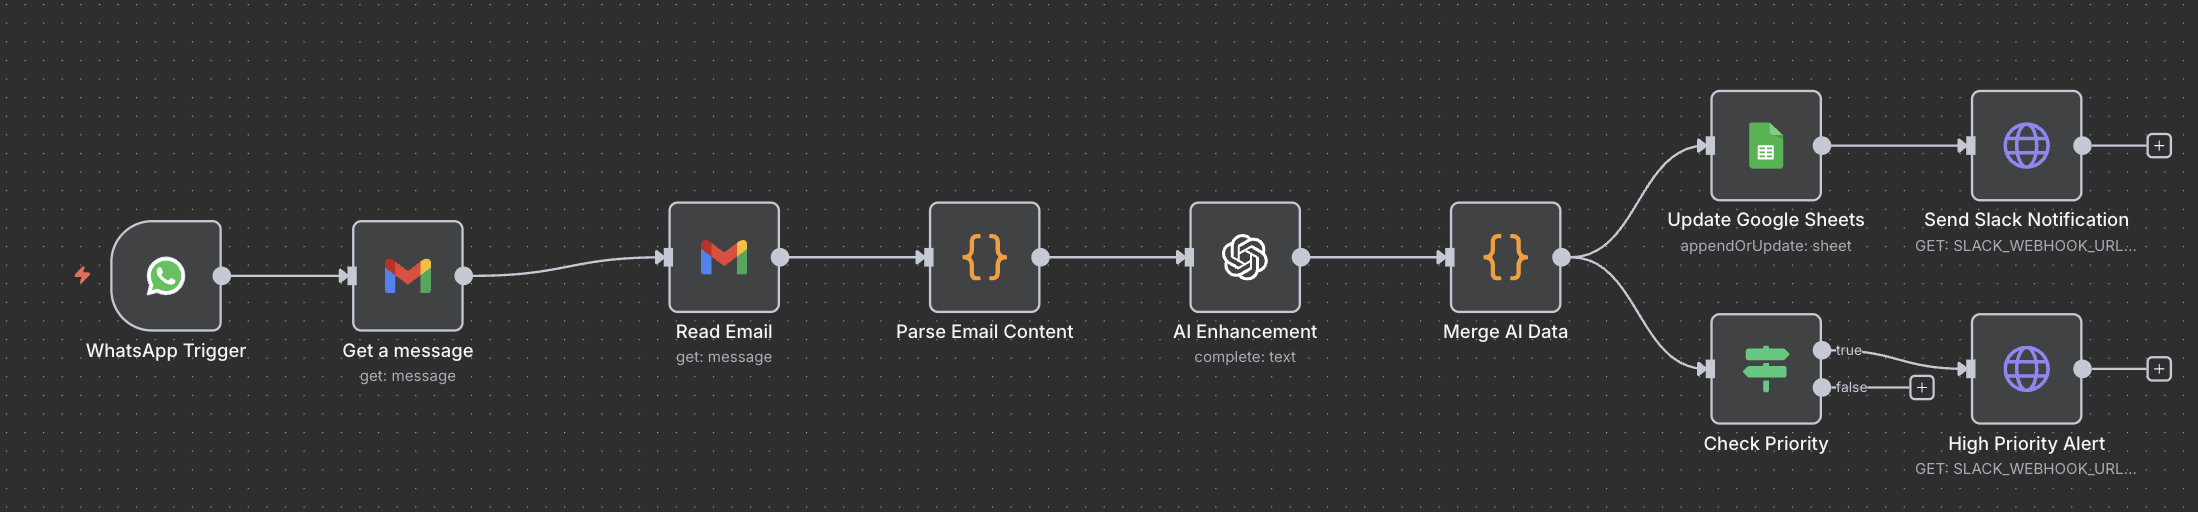 WhatsApp Trigger
Get a message
get: message
Read Email
get: message
Parse Email Content
AI Enhancement
complete: text
Merge AI Data
Update Google Sheets
appendOrUpdate: sheet
Send Slack Notification
GET: SLACK_WEBHOOK_URL...
true
false
Check Priority
High Priority Alert
GET: SLACK_WEBHOOK_URL...